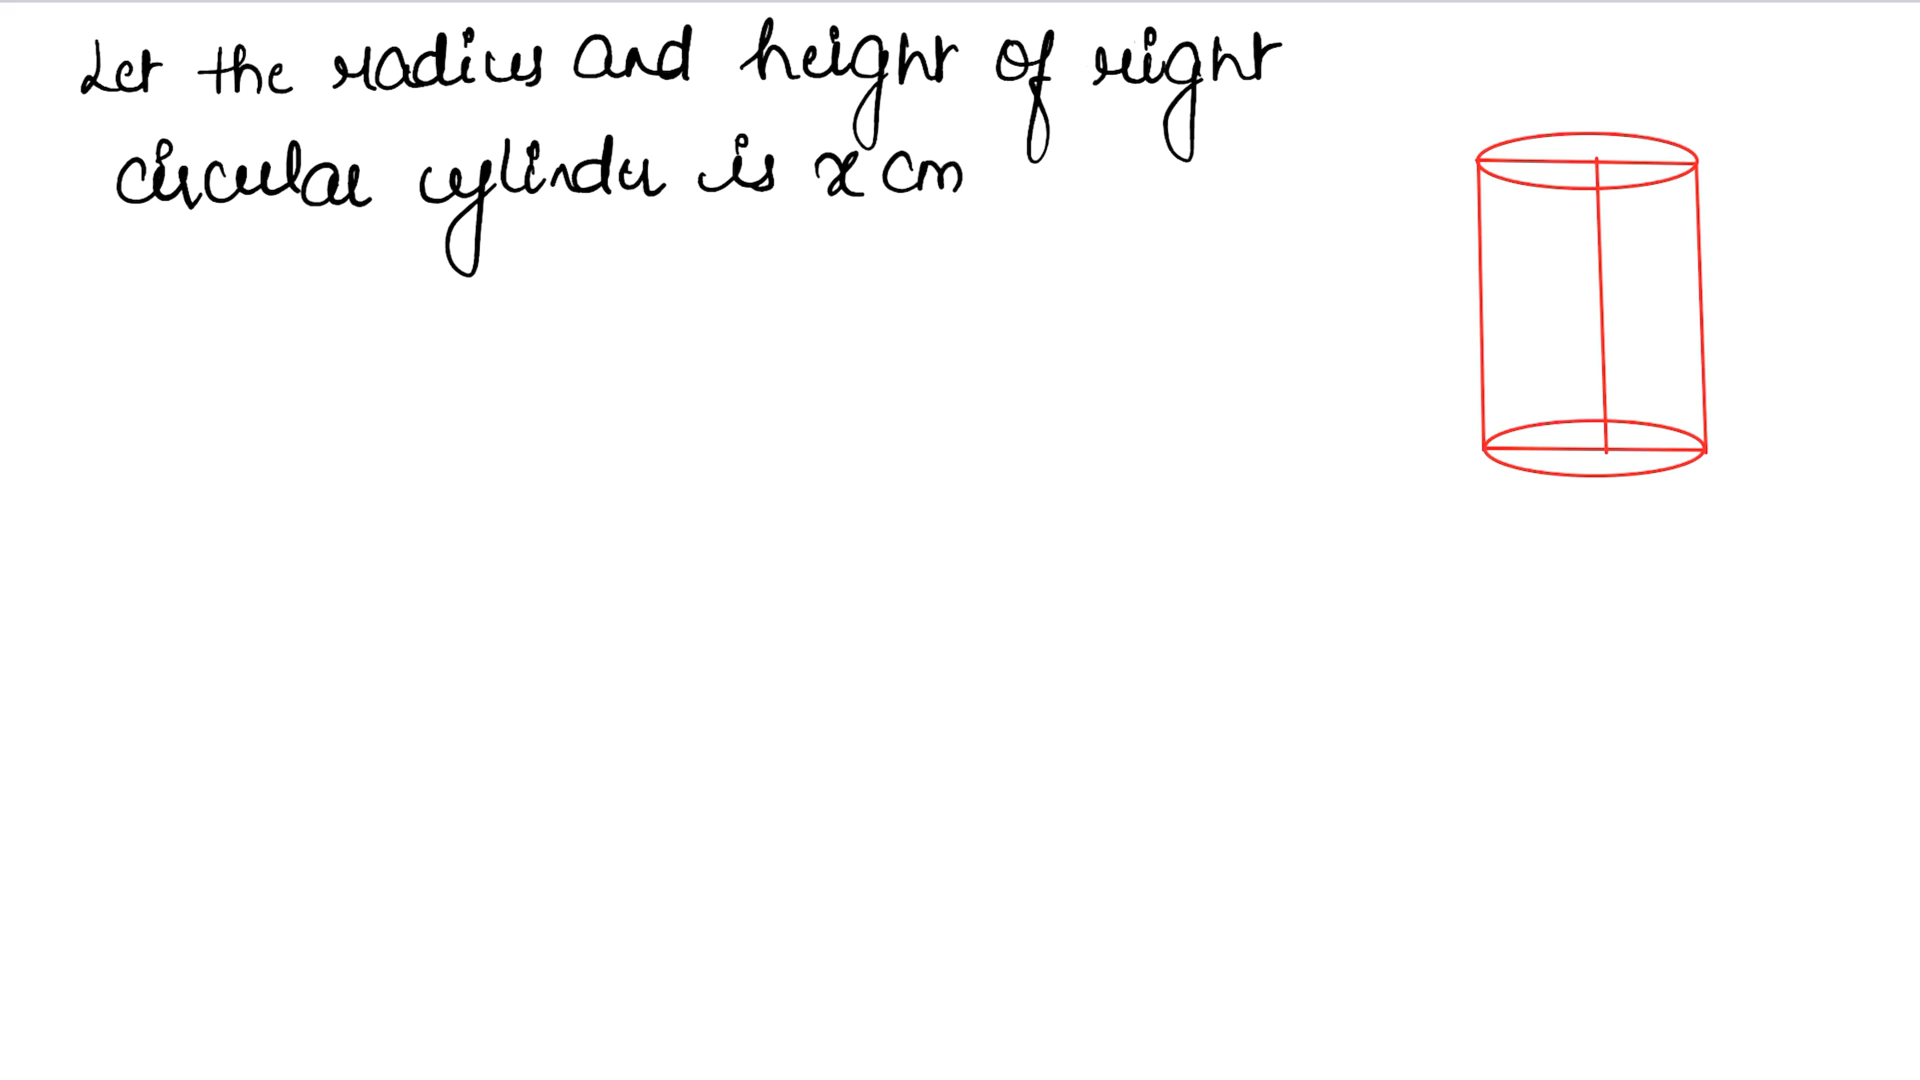 Let the radius and height of right
circular cylinder is x cm